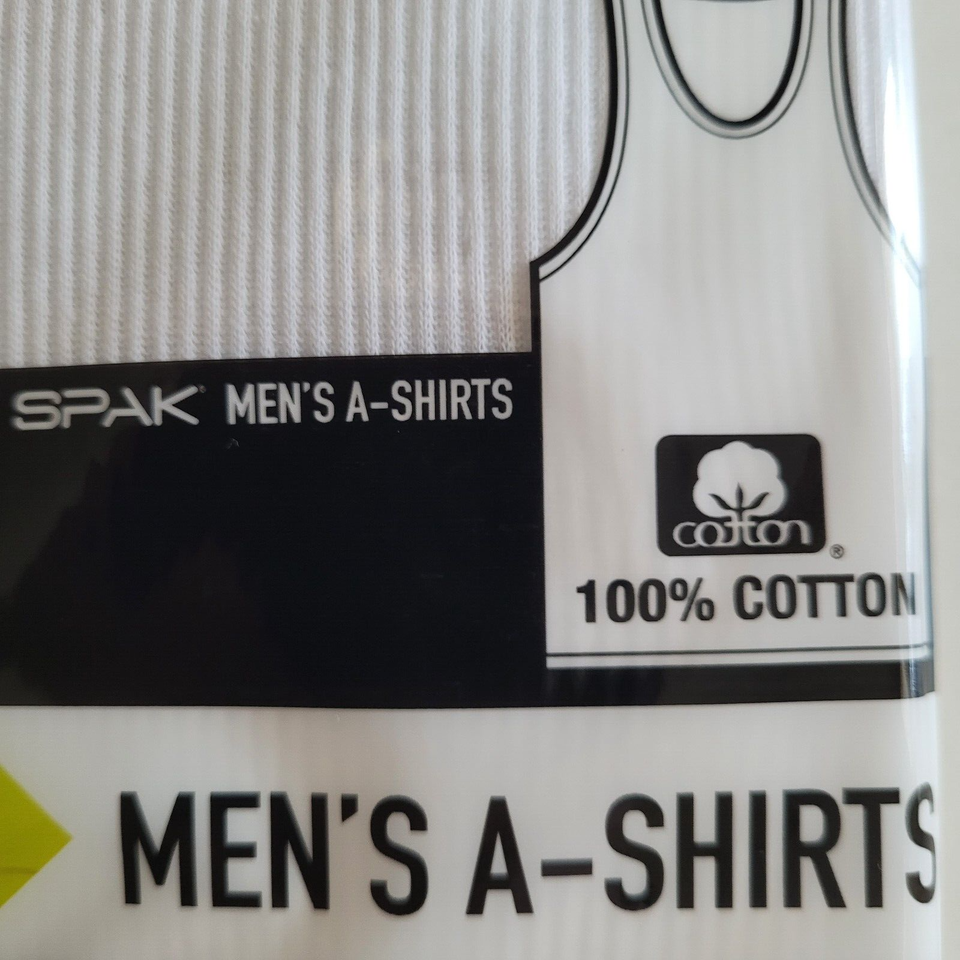 SPAK® MEN'S A-SHIRTS
cotton
®
100% COTTON
MEN'S A-SHIRTS